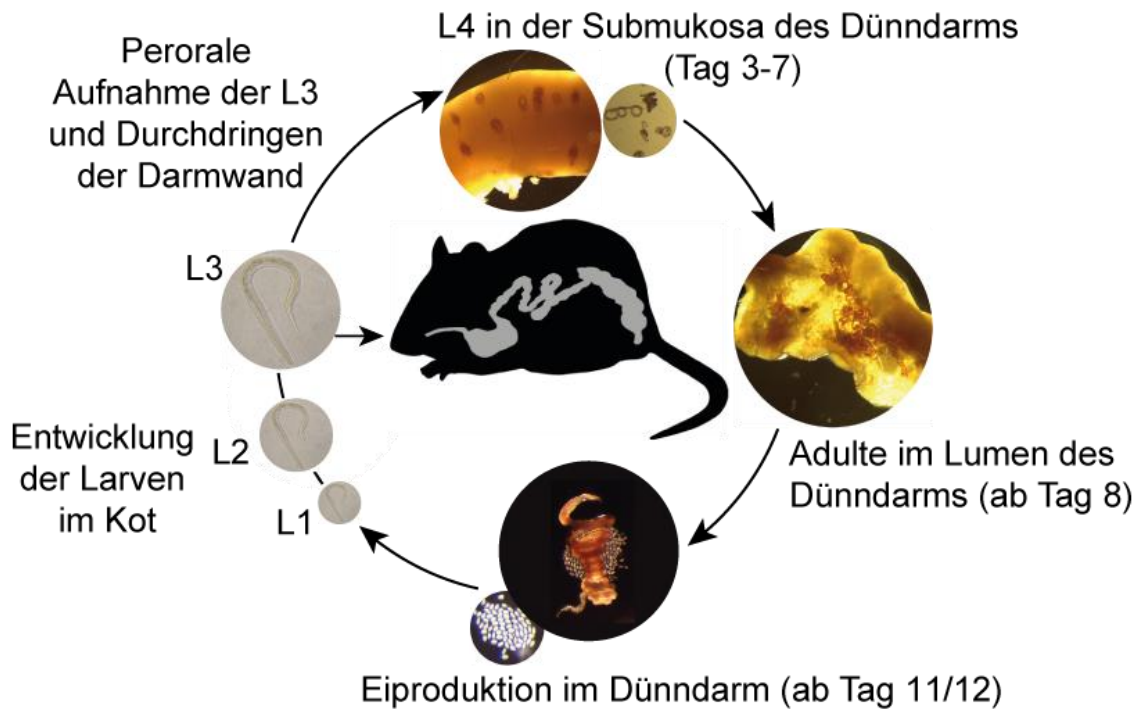 Perorale
Aufnahme der L3
und Durchdringen
der Darmwand
L4 in der Submukosa des Dünndarms
(Tag 3-7)
L3
L2
L1
Entwicklung
der Larven
im Kot
Adulte im Lumen des
Dünndarms (ab Tag 8)
Eiproduktion im Dünndarm (ab Tag 11/12)